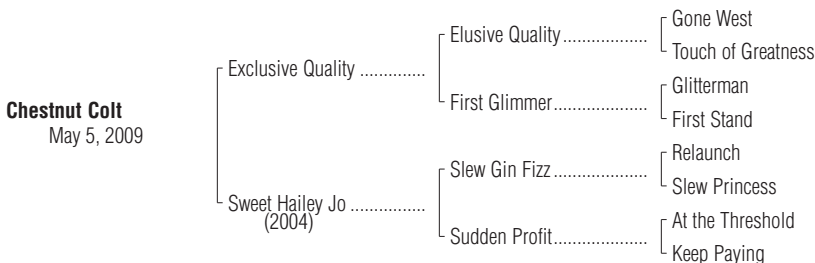 Gone West
Elusive Quality..................
Touch of Greatness
Exclusive Quality ..............
Glitterman
First Glimmer....................
First Stand
Chestnut Colt
May 5, 2009
Relaunch
Slew Gin Fizz....................
Slew Princess
Sweet Hailey Jo ................
(2004)
At the Threshold
Sudden Profit....................
Keep Paying